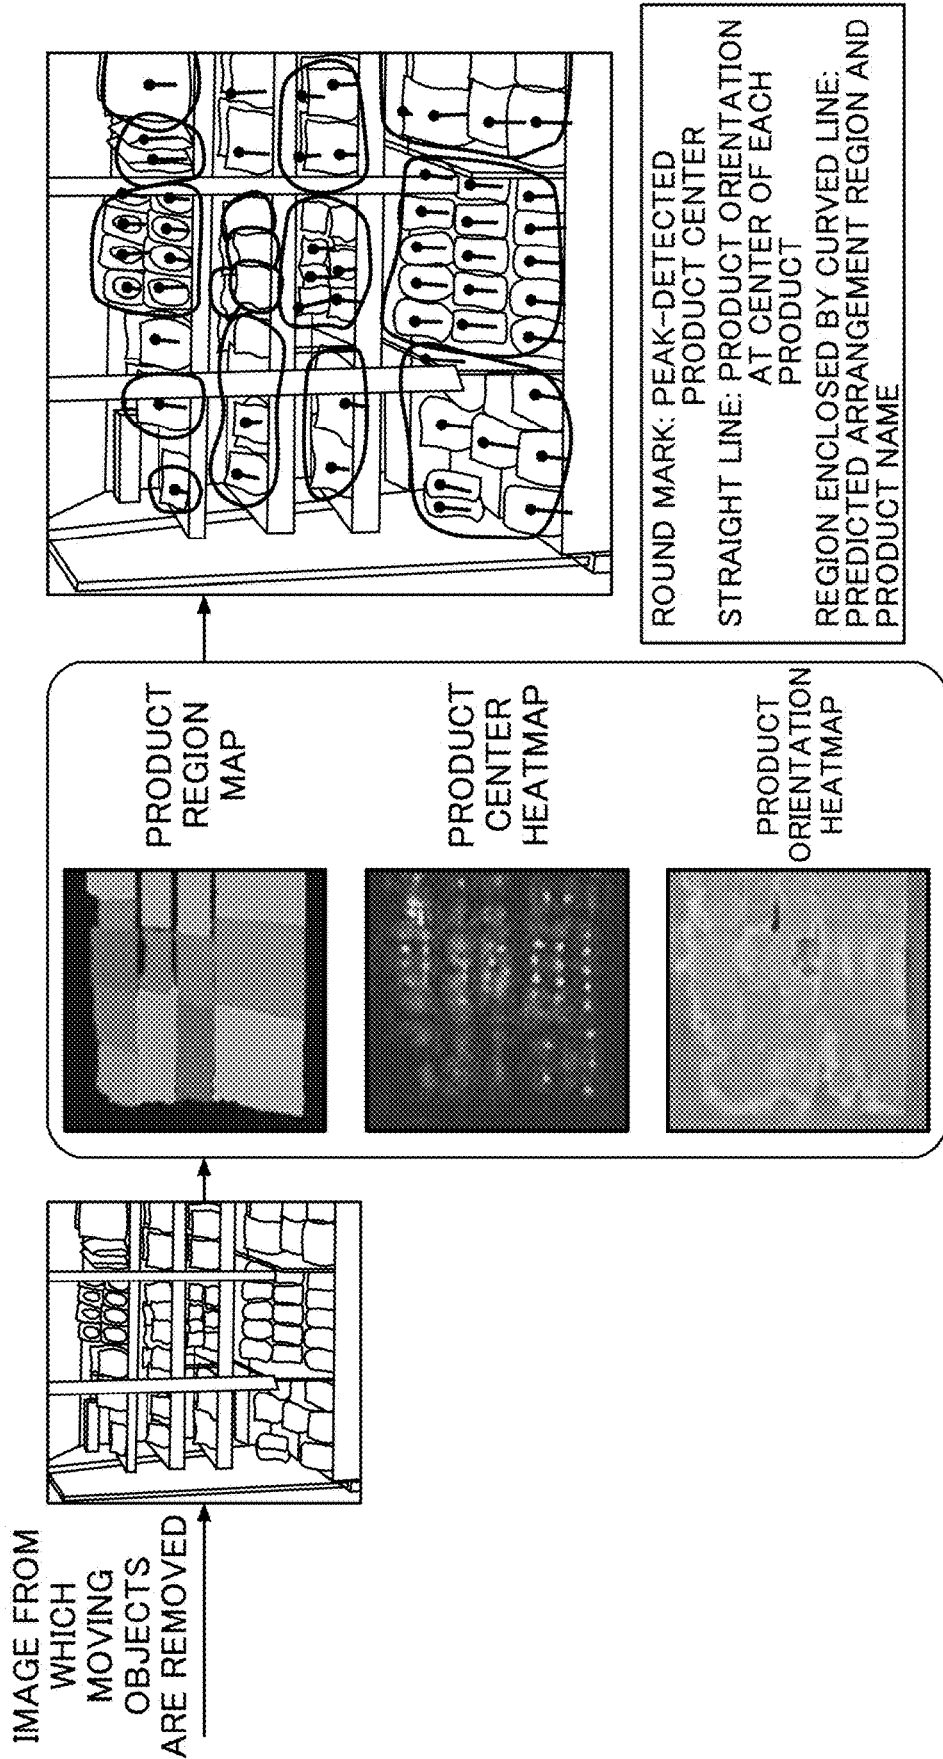 IMAGE FROM
WHICH
MOVING
OBJECTS
ARE REMOVED
PRODUCT
REGION
MAP
PRODUCT
CENTER
HEATMAP
PRODUCT
ORIENTATION
HEATMAP
ROUND MARK: PEAK-DETECTED
PRODUCT CENTER
STRAIGHT LINE: PRODUCT ORIENTATION
AT CENTER OF EACH
PRODUCT
REGION ENCLOSED BY CURVED LINE:
PREDICTED ARRANGEMENT REGION AND
PRODUCT NAME